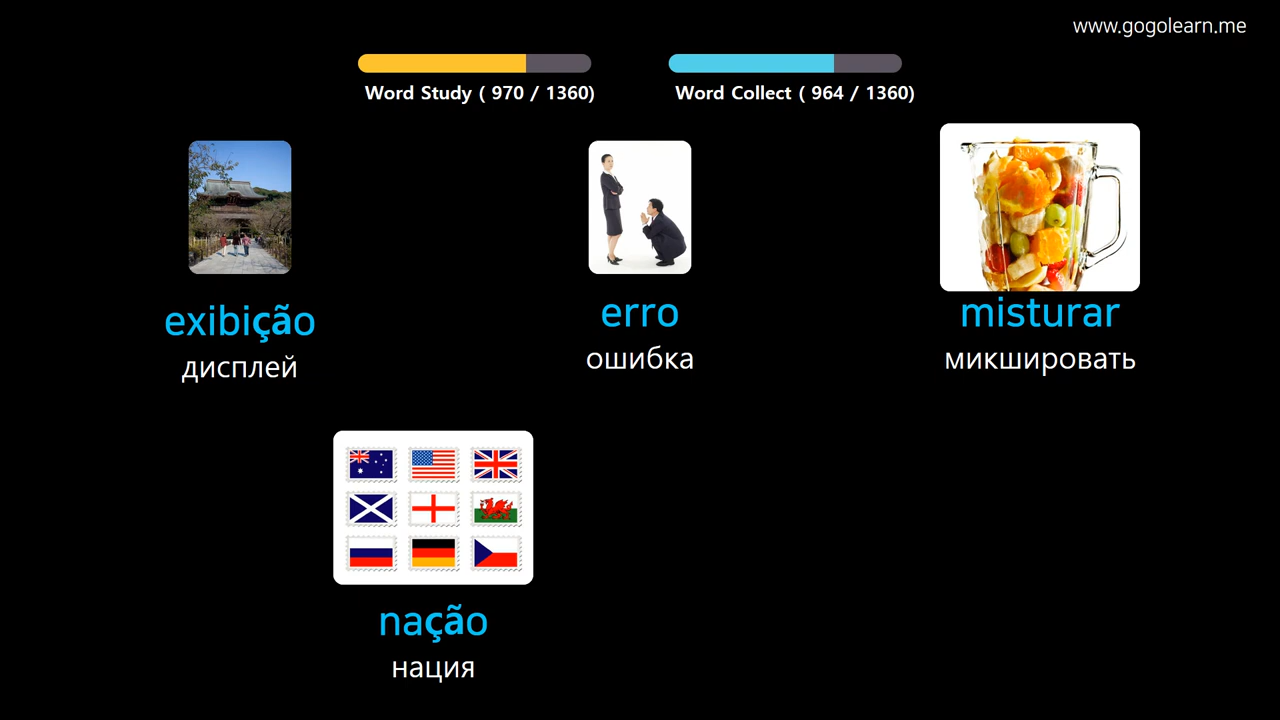 www.gogolearn.me
Word Study ( 970 / 1360)
Word Collect ( 964 / 1360)
exibição
дисплей
erro
ошибка
misturar
микшировать
nação
нация